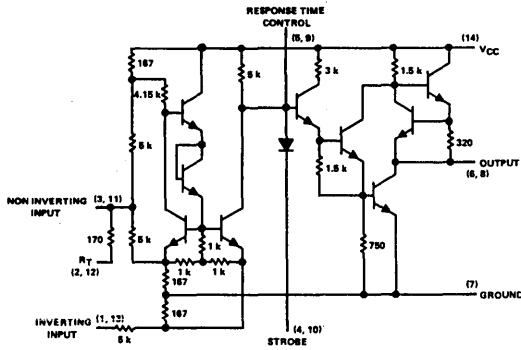 RESPONSE TIME
CONTROL
(5, 9)
(14)
VCC
167
5 k
3 k
1.5 k
4.15 k
5 k
320
1.5 k
OUTPUT
(6, 8)
NON INVERTING
INPUT
(3, 11)
170
5 k
1 k
750
RT
(2, 12)
1 k
1 k
167
(7)
GROUND
167
INVERTING
INPUT
(1, 13)
5 k
(4, 10)
STROBE